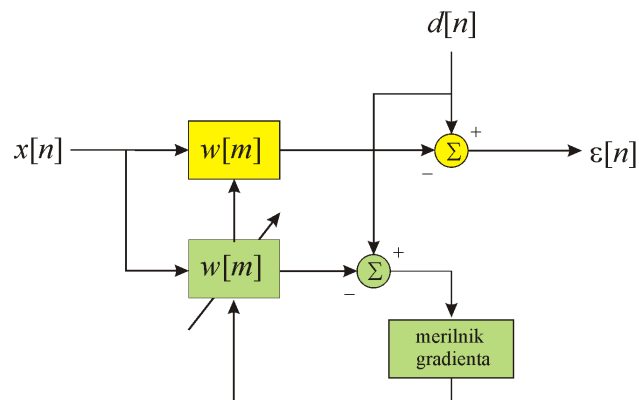 d[n]
x[n]
w[m]
Σ
+
−
ε[n]
w[m]
Σ
+
−
merilnik
gradienta